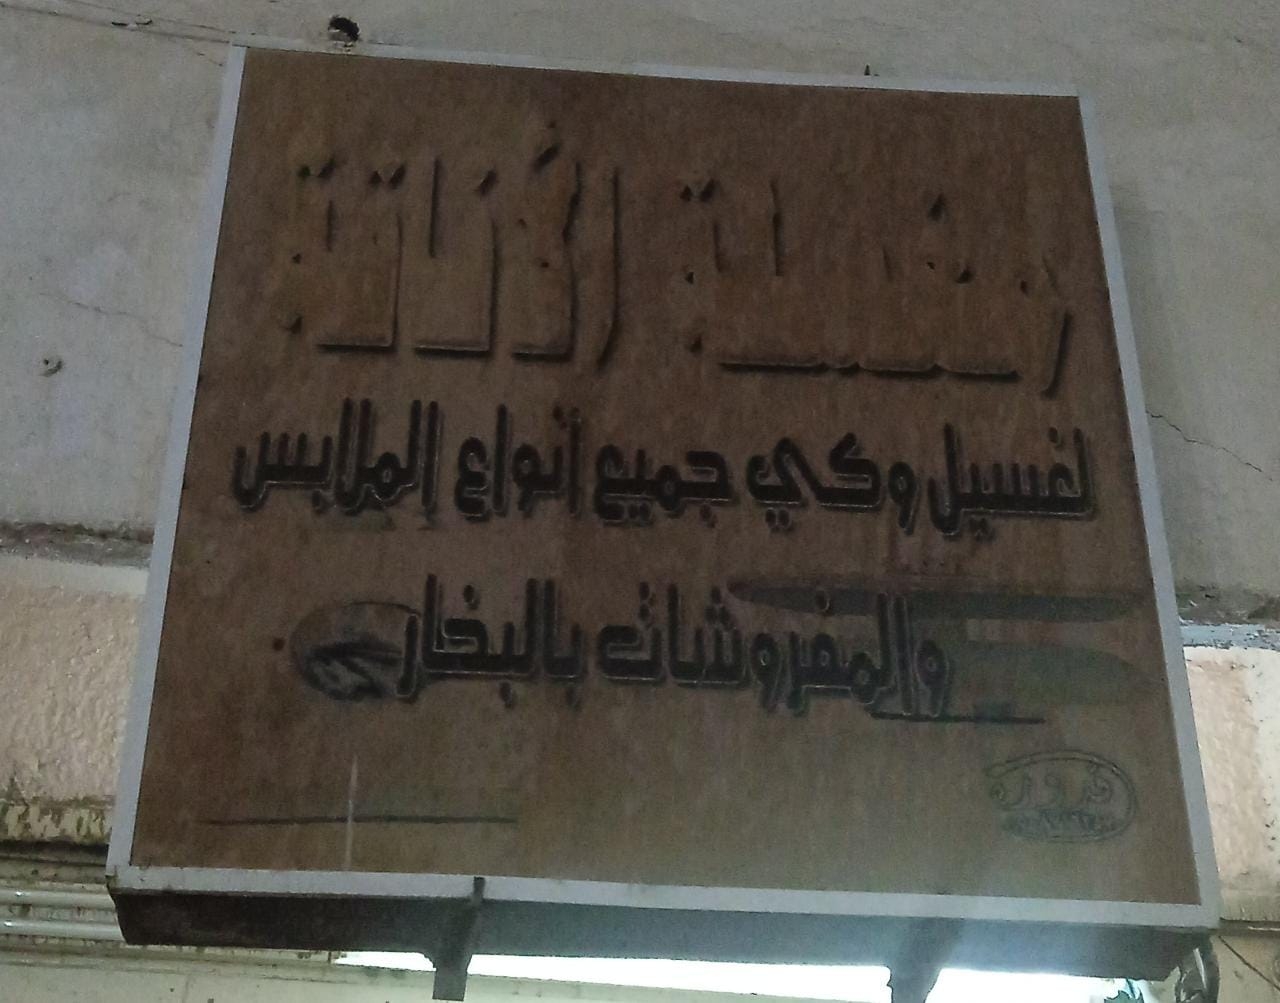 مغسلة الأناقة
لغسيل وكي جميع أنواع الملابس
والمفروشات بالبخار